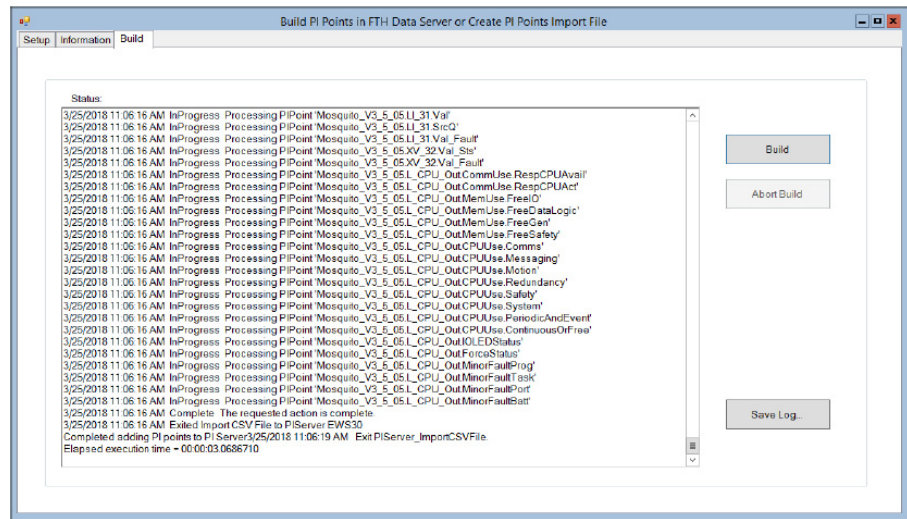 Build PI Points in FTH Data Server or Create PI Points Import File
Setup Information Build
Status:
3/25/2018 11:06:16 AM InProgress Processing PIPoint 'Mosquito_V3_5_05.LI_31.Val'
3/25/2018 11:06:16 AM InProgress Processing PIPoint 'Mosquito_V3_5_05.LI_31.SrcQ'
3/25/2018 11:06:16 AM InProgress Processing PIPoint 'Mosquito_V3_5_05.LI_31.Val_Fault'
3/25/2018 11:06:16 AM InProgress Processing PIPoint 'Mosquito_V3_5_05.XV_32.Val_Sts'
3/25/2018 11:06:16 AM InProgress Processing PIPoint 'Mosquito_V3_5_05.XV_32.Val_Fault'
3/25/2018 11:06:16 AM InProgress Processing PIPoint 'Mosquito_V3_5_05.L_CPU_Out.CommUse.RespCPUAvail'
3/25/2018 11:06:16 AM InProgress Processing PIPoint 'Mosquito_V3_5_05.L_CPU_Out.CommUse.RespCPUAct'
3/25/2018 11:06:16 AM InProgress Processing PIPoint 'Mosquito_V3_5_05.L_CPU_Out.MemUse.FreeIO'
3/25/2018 11:06:16 AM InProgress Processing PIPoint 'Mosquito_V3_5_05.L_CPU_Out.MemUse.FreeDataLogic'
3/25/2018 11:06:16 AM InProgress Processing PIPoint 'Mosquito_V3_5_05.L_CPU_Out.MemUse.FreeGen'
3/25/2018 11:06:16 AM InProgress Processing PIPoint 'Mosquito_V3_5_05.L_CPU_Out.MemUse.FreeSafety'
3/25/2018 11:06:16 AM InProgress Processing PIPoint 'Mosquito_V3_5_05.L_CPU_Out.CPUUse.Comms'
3/25/2018 11:06:16 AM InProgress Processing PIPoint 'Mosquito_V3_5_05.L_CPU_Out.CPUUse.Messaging'
3/25/2018 11:06:16 AM InProgress Processing PIPoint 'Mosquito_V3_5_05.L_CPU_Out.CPUUse.Motion'
3/25/2018 11:06:16 AM InProgress Processing PIPoint 'Mosquito_V3_5_05.L_CPU_Out.CPUUse.Redundancy'
3/25/2018 11:06:16 AM InProgress Processing PIPoint 'Mosquito_V3_5_05.L_CPU_Out.CPUUse.Safety'
3/25/2018 11:06:16 AM InProgress Processing PIPoint 'Mosquito_V3_5_05.L_CPU_Out.CPUUse.System'
3/25/2018 11:06:16 AM InProgress Processing PIPoint 'Mosquito_V3_5_05.L_CPU_Out.CPUUse.PeriodicAndEvent'
3/25/2018 11:06:16 AM InProgress Processing PIPoint 'Mosquito_V3_5_05.L_CPU_Out.CPUUse.ContinuousOrFree'
3/25/2018 11:06:16 AM InProgress Processing PIPoint 'Mosquito_V3_5_05.L_CPU_Out.IOLEDStatus'
3/25/2018 11:06:16 AM InProgress Processing PIPoint 'Mosquito_V3_5_05.L_CPU_Out.ForceStatus'
3/25/2018 11:06:16 AM InProgress Processing PIPoint 'Mosquito_V3_5_05.L_CPU_Out.MinorFaultProg'
3/25/2018 11:06:16 AM InProgress Processing PIPoint 'Mosquito_V3_5_05.L_CPU_Out.MinorFaultTask'
3/25/2018 11:06:16 AM InProgress Processing PIPoint 'Mosquito_V3_5_05.L_CPU_Out.MinorFaultPort'
3/25/2018 11:06:16 AM InProgress Processing PIPoint 'Mosquito_V3_5_05.L_CPU_Out.MinorFaultBatt'
3/25/2018 11:06:16 AM Complete The requested action is complete.
3/25/2018 11:06:16 AM Exited Import CSV File to PIServer EWS30
Completed adding PI points to PI Server3/25/2018 11:06:19 AM Exit PIServer_ImportCSVFile.
Elapsed execution time = 00:00:03.0686710
Build
Abort Build
Save Log...